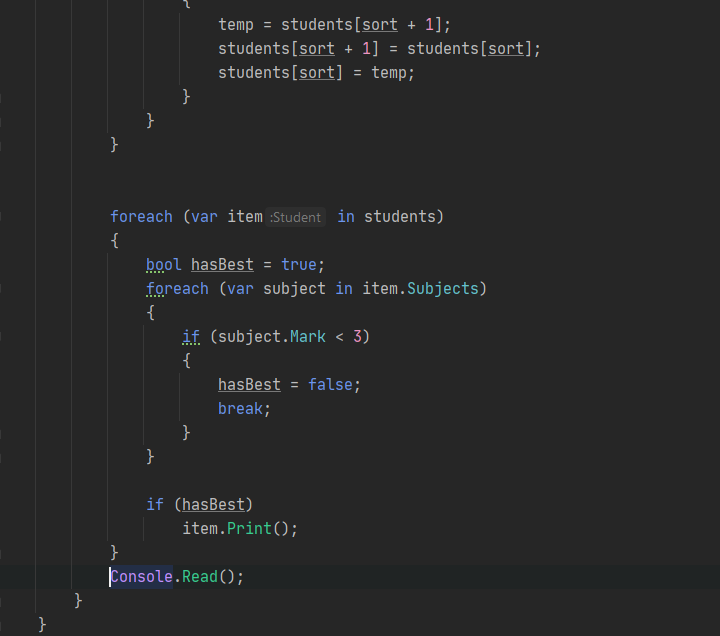 {
temp = students[sort + 1];
students[sort + 1] = students[sort];
students[sort] = temp;
}
}
}
foreach (var item :Student in students)
{
bool hasBest = true;
foreach (var subject in item.Subjects)
{
if (subject.Mark < 3)
{
hasBest = false;
break;
}
}
if (hasBest)
item.Print();
}
Console.Read();
}
}